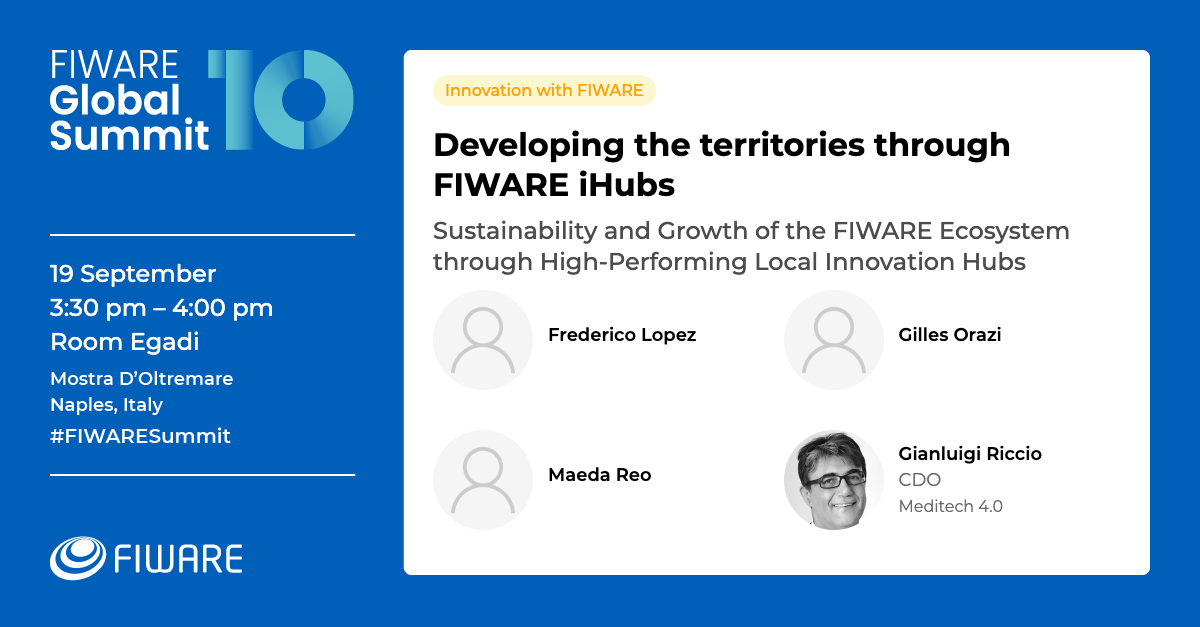 FIWARE
Global
Summit
10
19 September
3:30 pm – 4:00 pm
Room Egadi
Mostra D’Oltremare
Naples, Italy
#FIWARESummit
FIWARE
Innovation with FIWARE
Developing the territories through
FIWARE iHubs
Sustainability and Growth of the FIWARE Ecosystem
through High-Performing Local Innovation Hubs
Frederico Lopez
Gilles Orazi
Maeda Reo
Gianluigi Riccio
CDO
Meditech 4.0